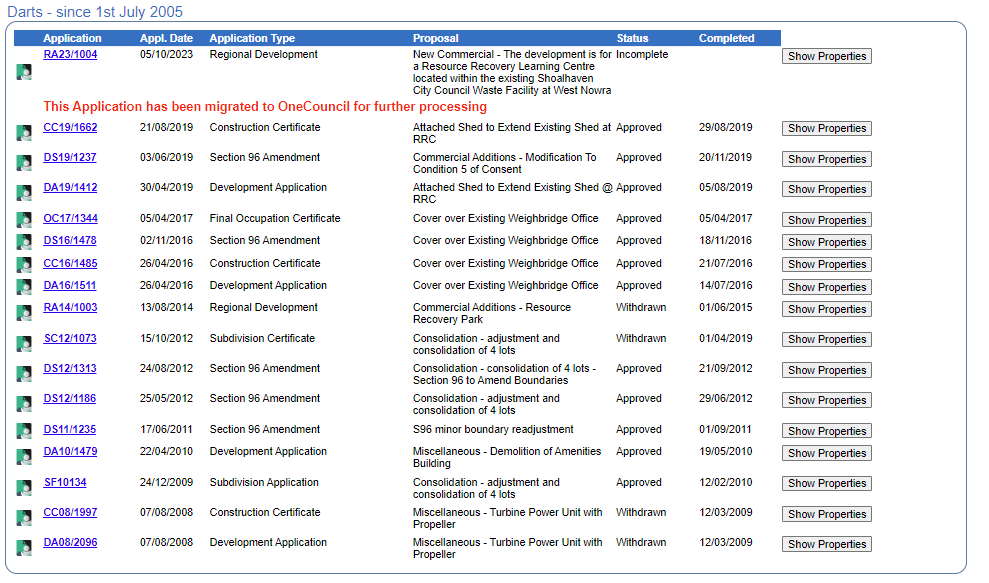 Darts - since 1st July 2005
Application Appl. Date Application Type Proposal Status Completed
RA23/1004 05/10/2023 Regional Development New Commercial - The development is for Incomplete Show Properties
a Resource Recovery Learning Centre
located within the existing Shoalhaven
City Council Waste Facility at West Nowra
This Application has been migrated to OneCouncil for further processing
CC19/1662 21/08/2019 Construction Certificate Attached Shed to Extend Existing Shed at Approved 29/08/2019 Show Properties
RRC
DS19/1237 03/06/2019 Section 96 Amendment Commercial Additions - Modification To Approved 20/11/2019 Show Properties
Condition 5 of Consent
DA19/1412 30/04/2019 Development Application Attached Shed to Extend Existing Shed @ Approved 05/08/2019 Show Properties
RRC
OC17/1344 05/04/2017 Final Occupation Certificate Cover over Existing Weighbridge Office Approved 05/04/2017 Show Properties
DS16/1478 02/11/2016 Section 96 Amendment Cover over Existing Weighbridge Office Approved 18/11/2016 Show Properties
CC16/1485 26/04/2016 Construction Certificate Cover over Existing Weighbridge Office Approved 21/07/2016 Show Properties
DA16/1511 26/04/2016 Development Application Cover over Existing Weighbridge Office Approved 14/07/2016 Show Properties
RA14/1003 13/08/2014 Regional Development Commercial Additions - Resource Withdrawn 01/06/2015 Show Properties
Recovery Park
SC12/1073 15/10/2012 Subdivision Certificate Consolidation - adjustment and Withdrawn 01/04/2019 Show Properties
consolidation of 4 lots
DS12/1313 24/08/2012 Section 96 Amendment Consolidation - consolidation of 4 lots - Approved 21/09/2012 Show Properties
Section 96 to Amend Boundaries
DS12/1186 25/05/2012 Section 96 Amendment Consolidation - adjustment and Approved 29/06/2012 Show Properties
consolidation of 4 lots
DS11/1235 17/06/2011 Section 96 Amendment S96 minor boundary readjustment Approved 01/09/2011 Show Properties
DA10/1479 22/04/2010 Development Application Miscellaneous - Demolition of Amenities Approved 19/05/2010 Show Properties
Building
SF10134 24/12/2009 Subdivision Application Consolidation - adjustment and Approved 12/02/2010 Show Properties
consolidation of 4 lots
CC08/1997 07/08/2008 Construction Certificate Miscellaneous - Turbine Power Unit with Withdrawn 12/03/2009 Show Properties
Propeller
DA08/2096 07/08/2008 Development Application Miscellaneous - Turbine Power Unit with Withdrawn 12/03/2009 Show Properties
Propeller